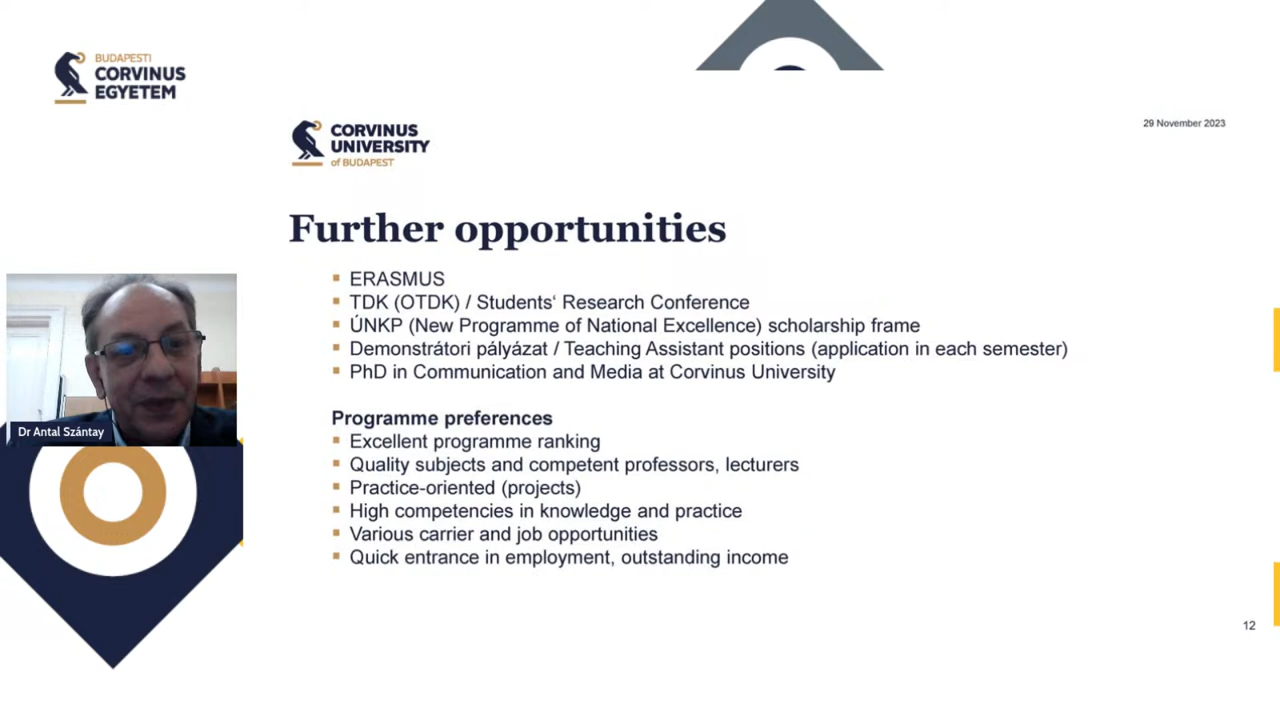 BUDAPESTI
CORVINUS
EGYETEM
CORVINUS
UNIVERSITY
of BUDAPEST
29 November 2023
Further opportunities
ERASMUS
TDK (OTDK) / Students‘ Research Conference
ÚNKP (New Programme of National Excellence) scholarship frame
Demonstrátori pályázat / Teaching Assistant positions (application in each semester)
PhD in Communication and Media at Corvinus University
Programme preferences
Excellent programme ranking
Quality subjects and competent professors, lecturers
Practice-oriented (projects)
High competencies in knowledge and practice
Various carrier and job opportunities
Quick entrance in employment, outstanding income
Dr Antal Szántay
12